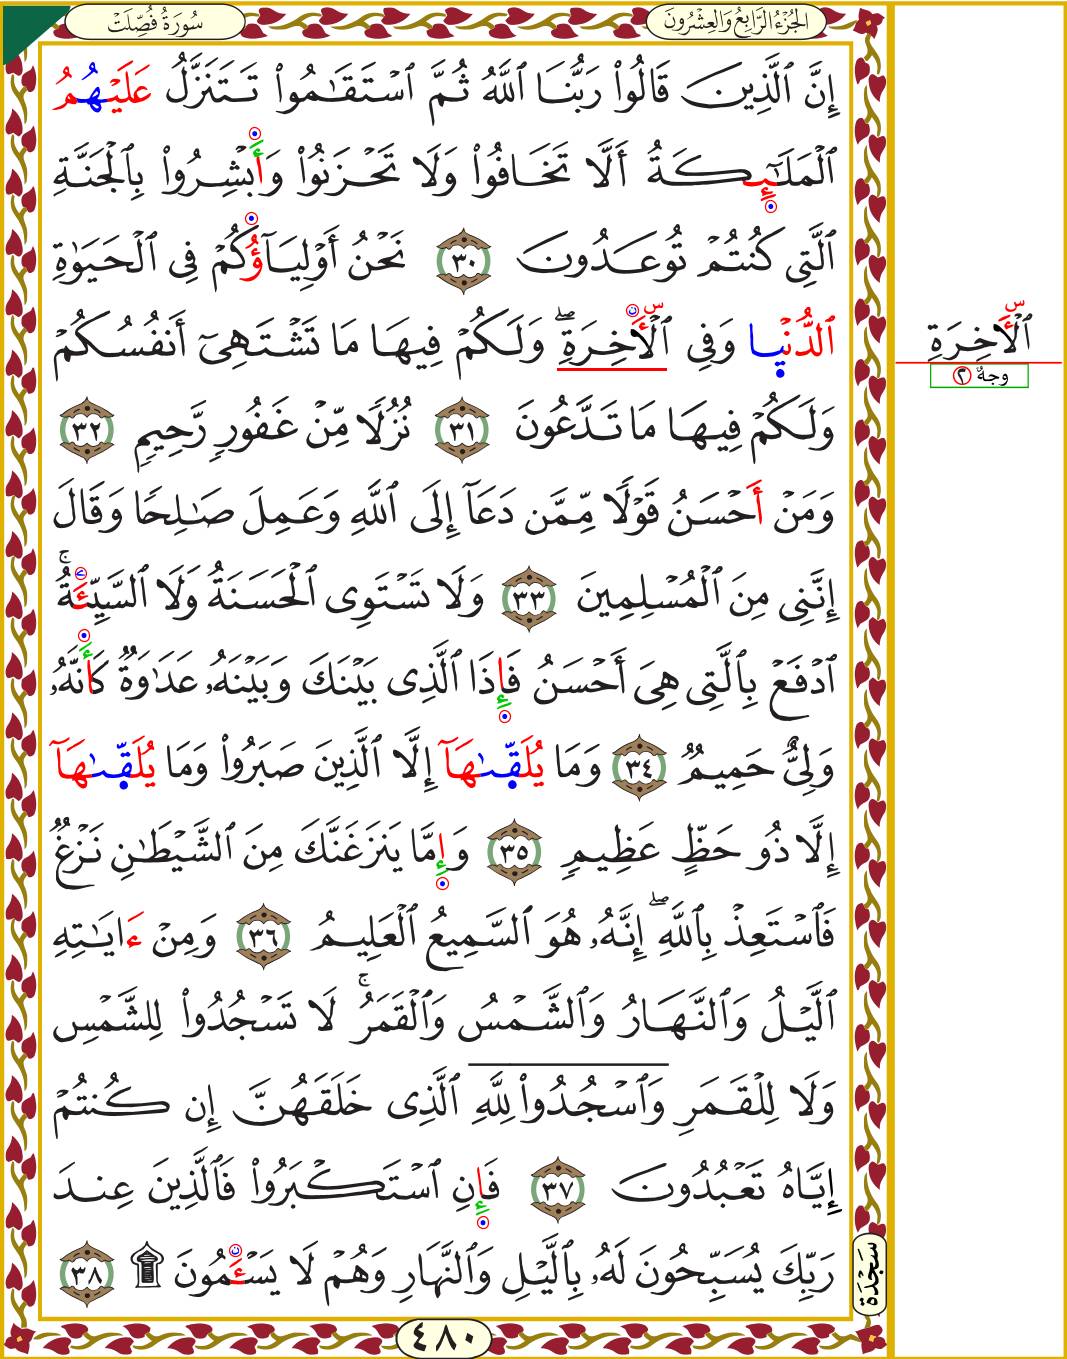 سُورَةُ فُصِّلَتْ
الجُزْءُ الرَّابِعُ وَالعِشْرُونَ
إِنَّ ٱلَّذِينَ قَالُوا۟ رَبُّنَا ٱللَّهُ ثُمَّ ٱسْتَقَـٰمُوا۟ تَتَنَزَّلُ عَلَيْهُمُ
ٱلْمَلَـٰٓئِكَةُ أَلَّا تَخَافُوا۟ وَلَا تَحْزَنُوا۟ وَأَبْشِرُوا۟ بِٱلْجَنَّةِ
ٱلَّتِى كُنتُمْ تُوعَدُونَ ٣٠ نَحْنُ أَوْلِيَآؤُكُمْ فِى ٱلْحَيَوٰةِ
ٱلدُّنْيَا وَفِى ٱلْـَٔاخِرَةِ ۖ وَلَكُمْ فِيهَا مَا تَشْتَهِىٓ أَنفُسُكُمْ
ٱلْـَٔاخِرَةِ
وجهٌ ٢
وَلَكُمْ فِيهَا مَا تَدَّعُونَ ٣١ نُزُلًا مِّنْ غَفُورٍ رَّحِيمٍ ٣٢
وَمَنْ أَحْسَنُ قَوْلًا مِّمَّن دَعَآ إِلَى ٱللَّهِ وَعَمِلَ صَـٰلِحًا وَقَالَ
إِنَّنِى مِنَ ٱلْمُسْلِمِينَ ٣٣ وَلَا تَسْتَوِى ٱلْحَسَنَةُ وَلَا ٱلسَّيِّئَةُ ۚ
ٱدْفَعْ بِٱلَّتِى هِىَ أَحْسَنُ فَإِذَا ٱلَّذِى بَيْنَكَ وَبَيْنَهُۥ عَدَٰوَةٌ كَأَنَّهُۥ
وَلِىٌّ حَمِيمٌ ٣٤ وَمَا يُلَقَّىٰهَآ إِلَّا ٱلَّذِينَ صَبَرُوا۟ وَمَا يُلَقَّىٰهَآ
إِلَّا ذُو حَظٍّ عَظِيمٍ ٣٥ وَإِمَّا يَنزَغَنَّكَ مِنَ ٱلشَّيْطَـٰنِ نَزْغٌ
فَٱسْتَعِذْ بِٱللَّهِ ۖ إِنَّهُۥ هُوَ ٱلسَّمِيعُ ٱلْعَلِيمُ ٣٦ وَمِنْ ءَايَـٰتِهِ
ٱلَّيْلُ وَٱلنَّهَارُ وَٱلشَّمْسُ وَٱلْقَمَرُ ۚ لَا تَسْجُدُوا۟ لِلشَّمْسِ
وَلَا لِلْقَمَرِ وَٱسْجُدُوا۟ لِلَّهِ ٱلَّذِى خَلَقَهُنَّ إِن كُنتُمْ
إِيَّاهُ تَعْبُدُونَ ٣٧ فَإِنِ ٱسْتَكْبَرُوا۟ فَٱلَّذِينَ عِندَ
رَبِّكَ يُسَبِّحُونَ لَهُۥ بِٱلَّيْلِ وَٱلنَّهَارِ وَهُمْ لَا يَسْـَٔمُونَ ۩ ٣٨
سَجْدَة
٤٨٠